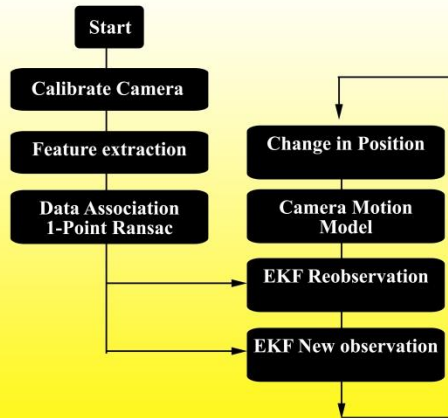 Start
Calibrate Camera
Feature extraction
Data Association
1-Point Ransac
Change in Position
Camera Motion
Model
EKF Reobservation
EKF New observation